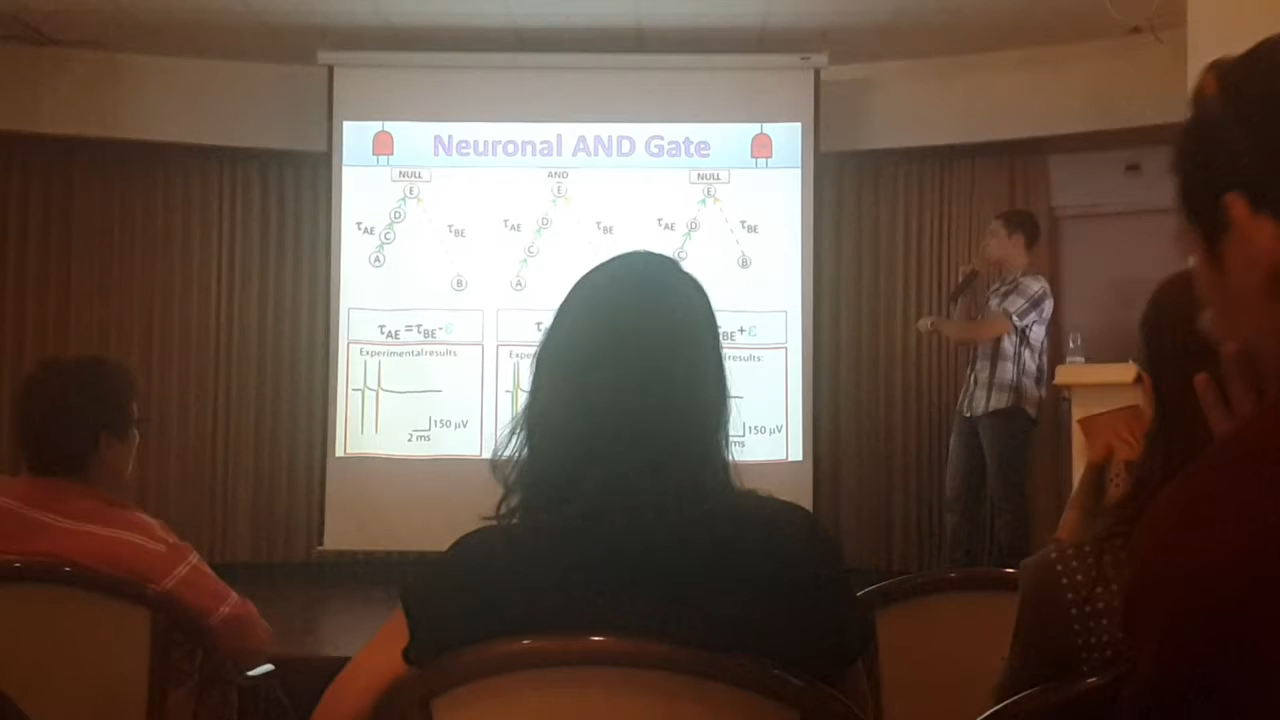 Neuronal AND Gate
NULL AND NULL
E E E
D D D
τAE τBE τAE τBE τAE τBE
C C C
A B A B
τAE=τBE-ε
BE+ε
Experimental results
150 μV
2 ms
results:
150 μV
ms